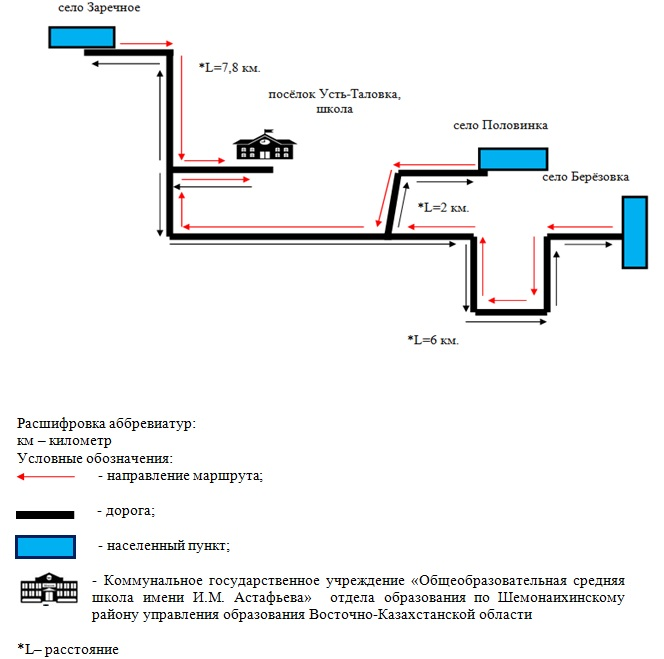 село Заречное
*L=7,8 км.
посёлок Усть-Таловка,
школа
село Половинка
село Берёзовка
*L=2 км.
*L=6 км.
Расшифровка аббревиатур:
км – километр
Условные обозначения:
- направление маршрута;
- дорога;
- населенный пункт;
- Коммунальное государственное учреждение «Общеобразовательная средняя
школа имени И.М. Астафьева» отдела образования по Шемонаихинскому
району управления образования Восточно-Казахстанской области
*L– расстояние